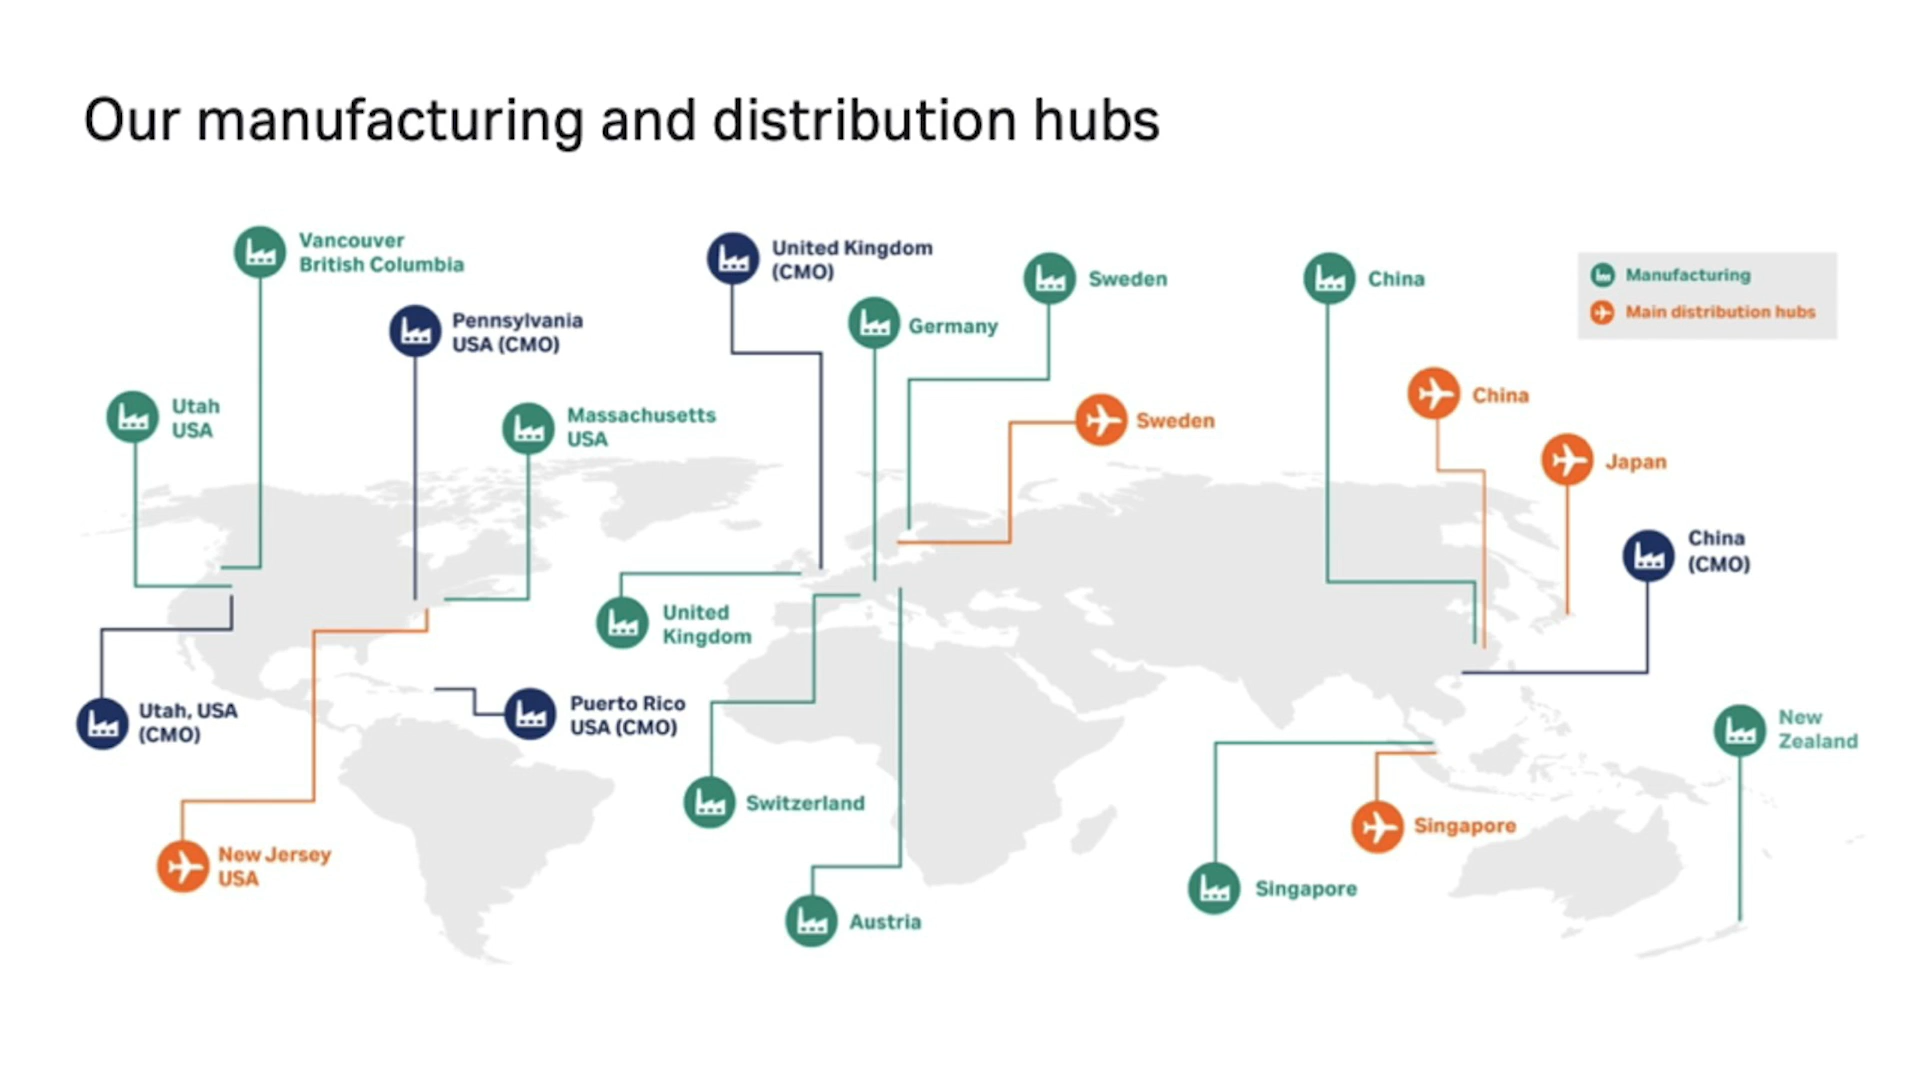 Our manufacturing and distribution hubs
Vancouver
British Columbia
United Kingdom
(CMO)
Sweden
China
Manufacturing
Main distribution hubs
Pennsylvania
USA (CMO)
Germany
Utah
USA
Massachusetts
USA
Sweden
China
Japan
China
(CMO)
United
Kingdom
Utah, USA
(CMO)
Puerto Rico
USA (CMO)
New
Zealand
Switzerland
Singapore
New Jersey
USA
Singapore
Austria